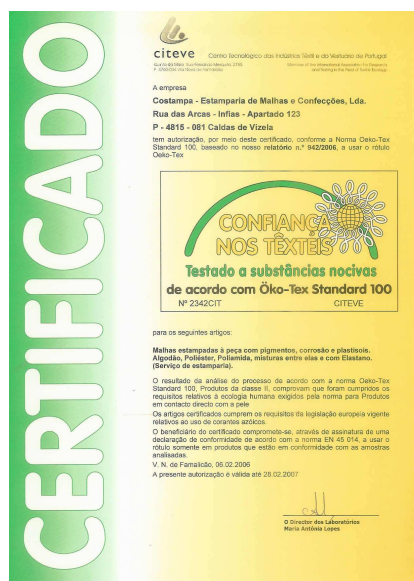 CERTIFICADO
citeve
Centro Tecnológico das Indústrias Têxtil e do Vestuário de Portugal
A empresa
Costampa - Estamparia de Malhas e Confecções, Lda.
Rua das Arcas - Infias - Apartado 123
P - 4815 - 081 Caldas de Vizela
tem autorização, por meio deste certificado, conforme a Norma Oeko-Tex
Standard 100, baseado no nosso relatório n.º 942/2006, a usar o rótulo
Oeko-Tex
CONFIANÇA
NOS TÊXTEIS
Testado a substâncias nocivas
de acordo com Öko-Tex Standard 100
Nº 2342CIT CITEVE
para os seguintes artigos:
Malhas estampadas à peça com pigmentos, corrosão e plastisois.
Algodão, Poliéster, Poliamida, misturas entre elas e com Elastano.
(Serviço de estamparia).
O resultado da análise do processo de acordo com a norma Oeko-Tex
Standard 100, Produtos da classe II, comprovam que foram cumpridos os
requisitos relativos à ecologia humana exigidos pela norma para Produtos
em contacto directo com a pele
Os artigos certificados cumprem os requisitos da legislação europeia vigente
relativos ao uso de corantes azóicos.
O beneficiário do certificado compromete-se, através de assinatura de uma
declaração de conformidade de acordo com a norma EN 45 014, a usar o
rótulo somente em produtos que estão em conformidade com as amostras
analisadas.
V. N. de Famalicão, 06.02.2006
A presente autorização é válida até 28.02.2007
O Director dos Laboratórios
Maria Antónia Lopes